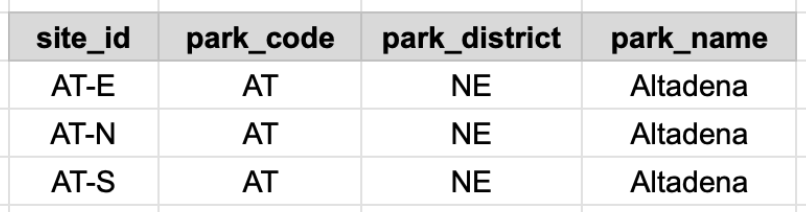 site_id park_code park_district park_name
AT-E AT NE Altadena
AT-N AT NE Altadena
AT-S AT NE Altadena